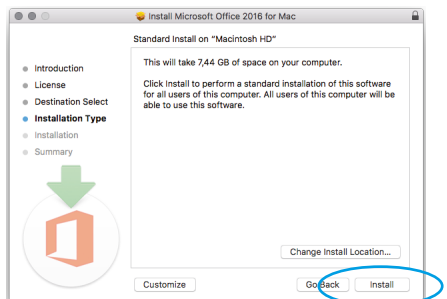 Install Microsoft Office 2016 for Mac
Standard Install on "Macintosh HD"
Introduction
License
Destination Select
Installation Type
Installation
Summary
This will take 7,44 GB of space on your computer.
Click Install to perform a standard installation of this software
for all users of this computer. All users of this computer will be
able to use this software.
Change Install Location...
Customize
Go Back
Install